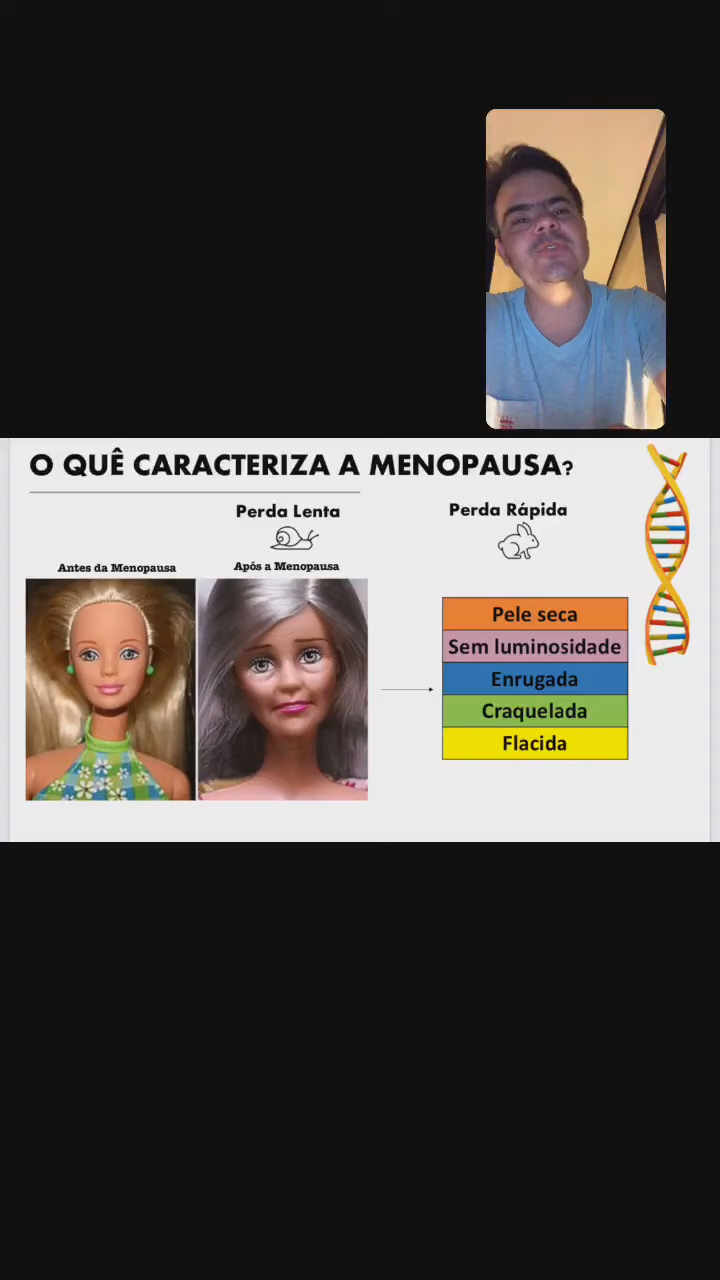 O QUÊ CARACTERIZA A MENOPAUSA?
Perda Lenta
Perda Rápida
Antes da Menopausa
Após a Menopausa
Pele seca
Sem luminosidade
Enrugada
Craquelada
Flacida